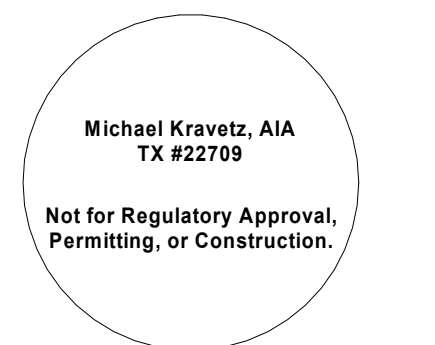 Michael Kravetz, AIA
TX #22709
Not for Regulatory Approval,
Permitting, or Construction.